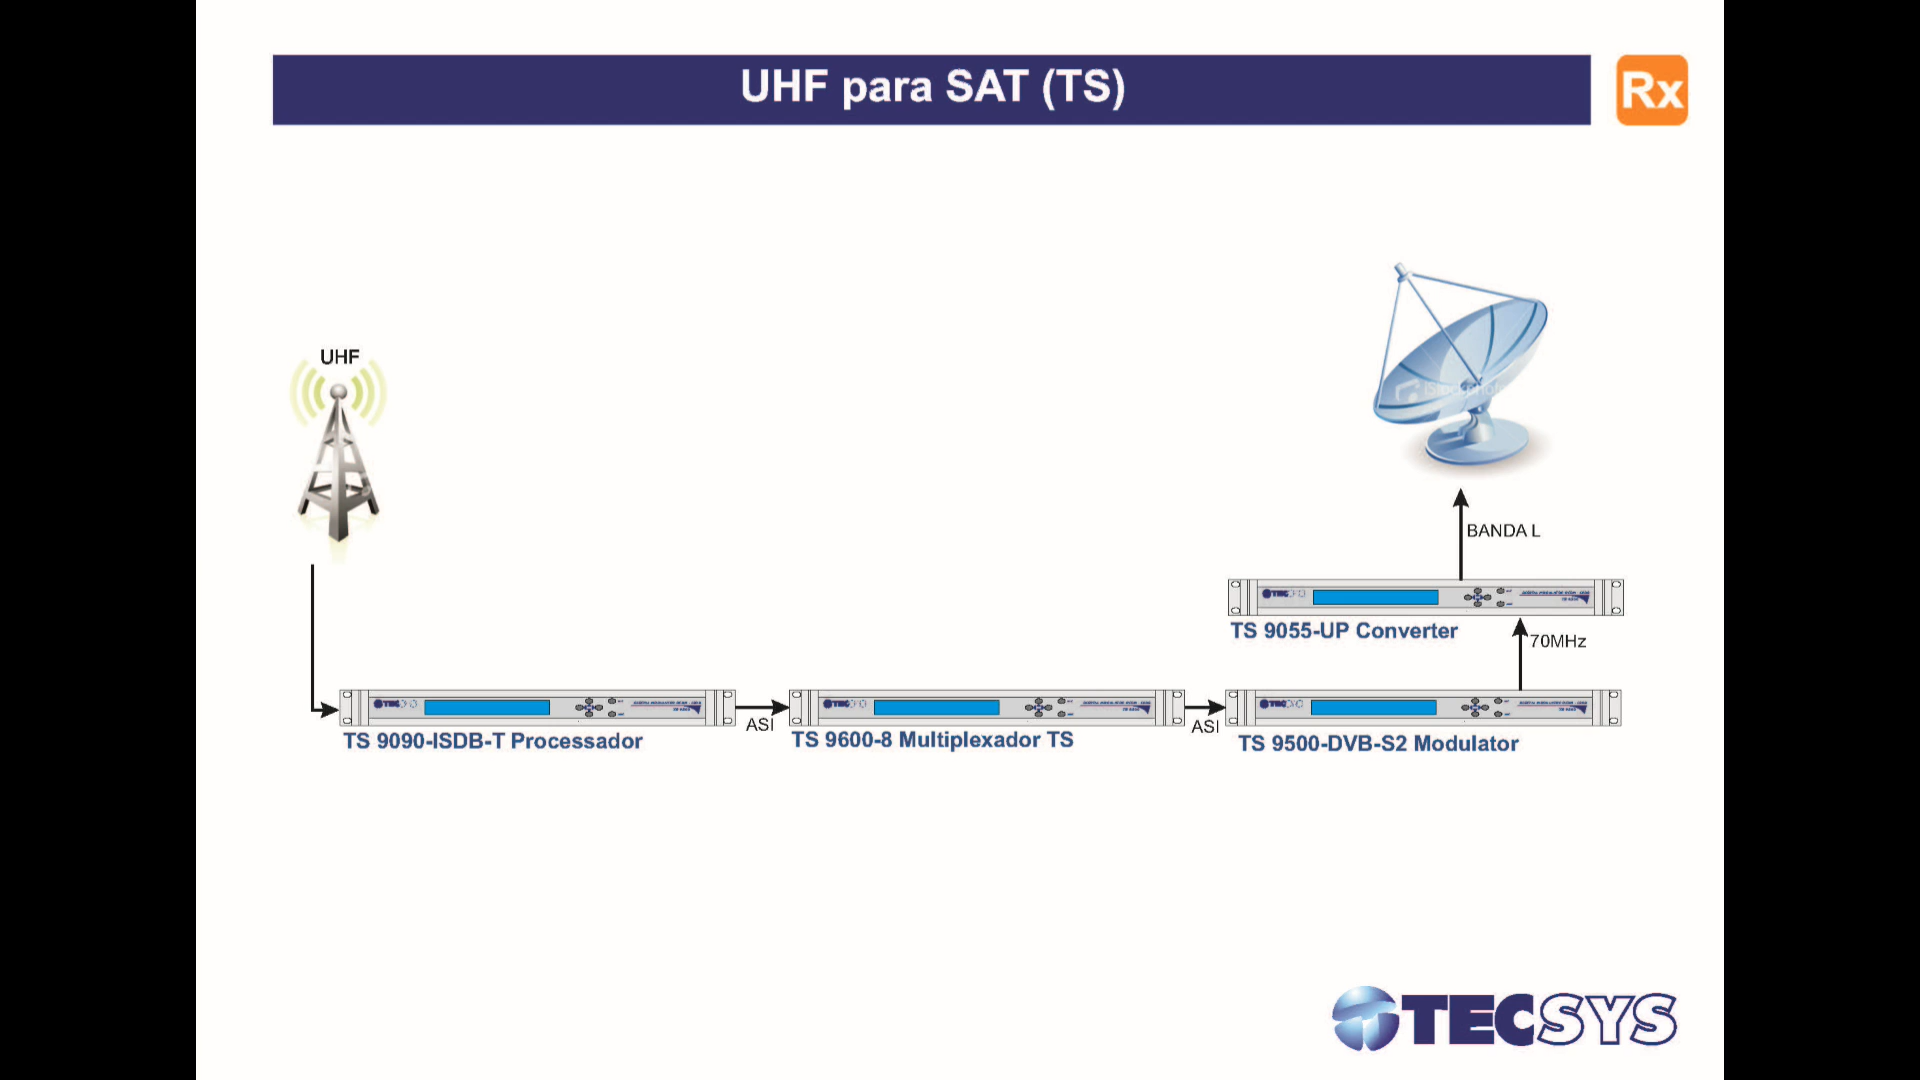 UHF para SAT (TS)
Rx
UHF
BANDA L
TS 9055-UP Converter
70MHz
ASI
ASI
TS 9090-ISDB-T Processador
TS 9600-8 Multiplexador TS
TS 9500-DVB-S2 Modulator
TECSYS